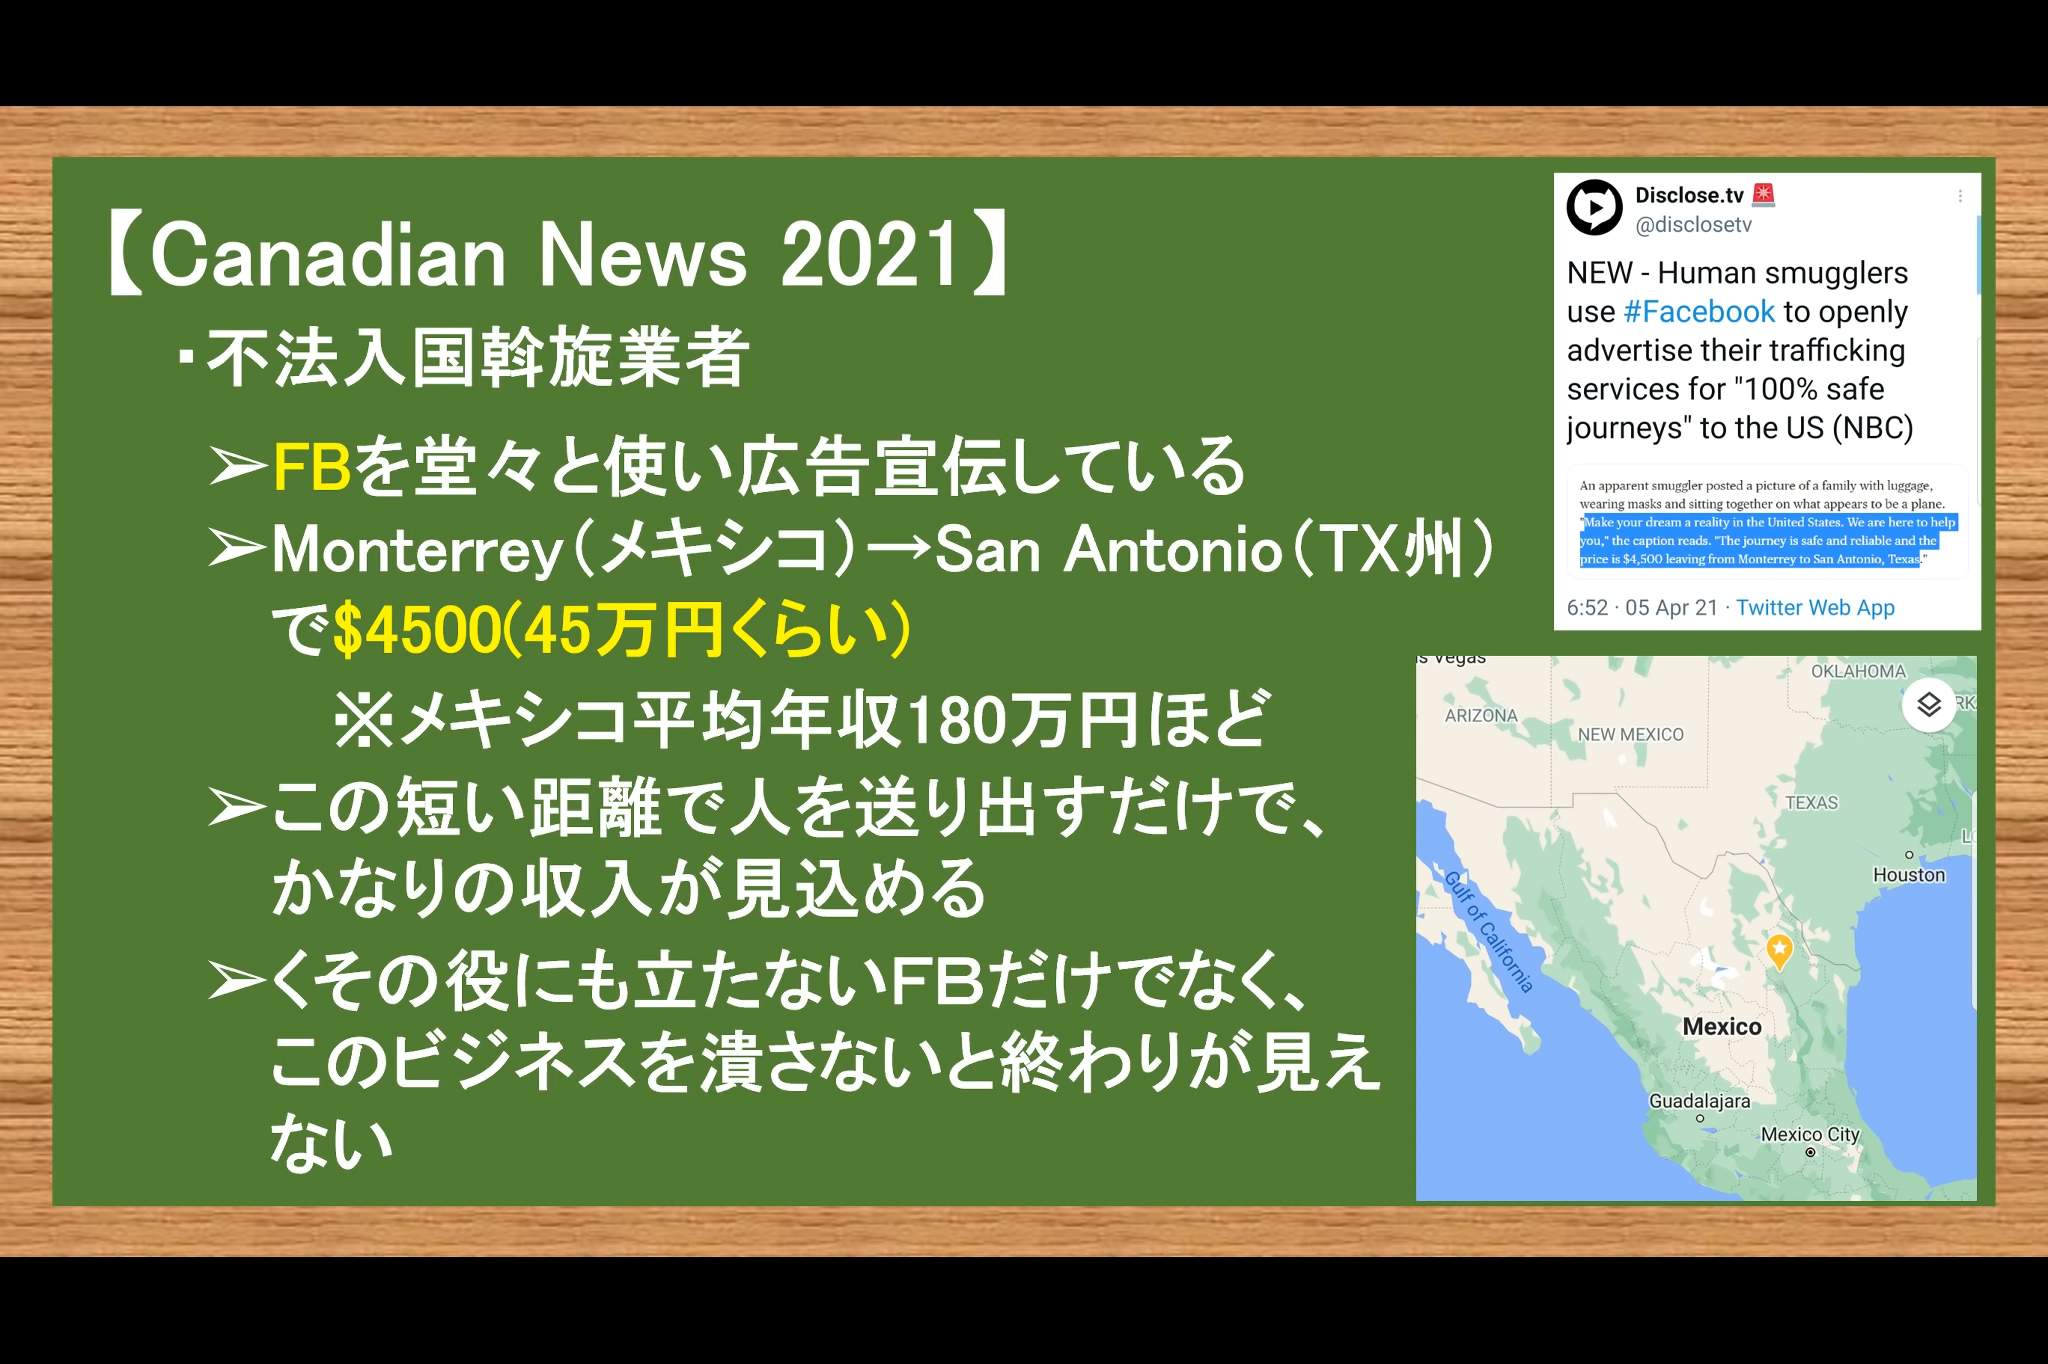 【Canadian News 2021】
・不法入国斡旋業者
➢FBを堂々と使い広告宣伝している
➢Monterrey（メキシコ）→San Antonio（TX州）
で$4500(45万円くらい）
※メキシコ平均年収180万円ほど
➢この短い距離で人を送り出すだけで、
かなりの収入が見込める
➢くその役にも立たないFBだけでなく、
このビジネスを潰さないと終わりが見え
ない
Disclose.tv 🚨
@disclosetv
NEW - Human smugglers
use #Facebook to openly
advertise their trafficking
services for "100% safe
journeys" to the US (NBC)
An apparent smuggler posted a picture of a family with luggage,
wearing masks and sitting together on what appears to be a plane.
"Make your dream a reality in the United States. We are here to help
you," the caption reads. "The journey is safe and reliable and the
price is $4,500 leaving from Monterrey to San Antonio, Texas."
6:52 · 05 Apr 21 · Twitter Web App
s Vegas
OKLAHOMA
ARIZONA
NEW MEXICO
TEXAS
Houston
Gulf of California
Mexico
Guadalajara
Mexico City